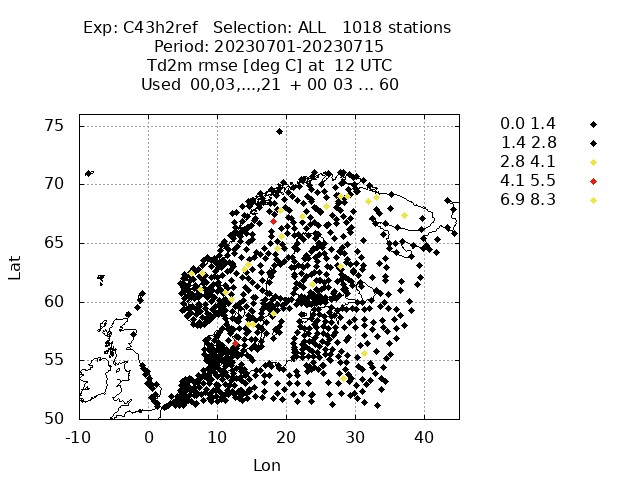 Exp: C43h2ref   Selection: ALL   1018 stations
Period: 20230701-20230715
Td2m rmse [deg C] at  12 UTC
Used  00,03,...,21  + 00 03 ... 60
0.0 1.4
1.4 2.8
2.8 4.1
4.1 5.5
6.9 8.3
75
70
65
60
55
50
Lat
-10 0 10 20 30 40
Lon